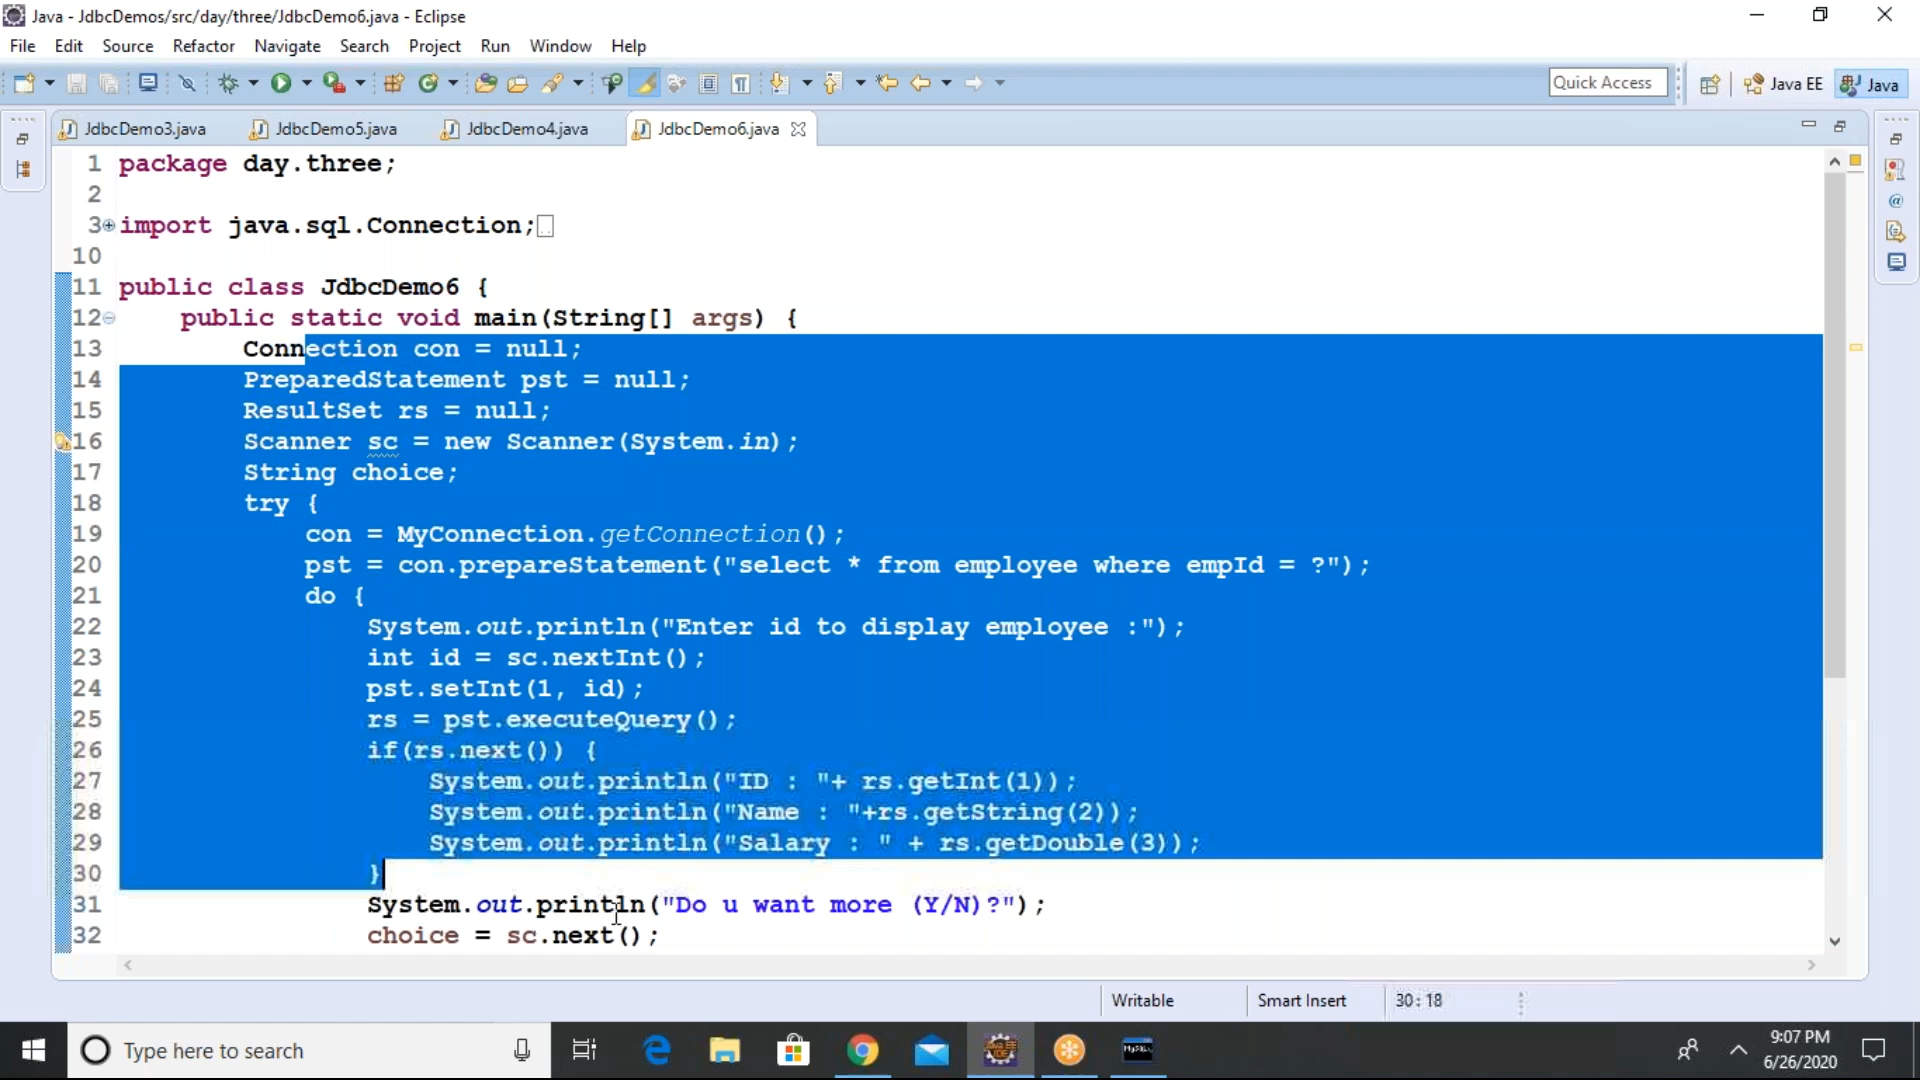 Java - JdbcDemos/src/day/three/JdbcDemo6.java - Eclipse
File Edit Source Refactor Navigate Search Project Run Window Help
Quick Access Java EE Java
JdbcDemo3.java JdbcDemo5.java JdbcDemo4.java JdbcDemo6.java
1 package day.three;
2
3 import java.sql.Connection;
10
11 public class JdbcDemo6 {
12 public static void main(String[] args) {
13 Connection con = null;
14 PreparedStatement pst = null;
15 ResultSet rs = null;
16 Scanner sc = new Scanner(System.in);
17 String choice;
18 try {
19 con = MyConnection.getConnection();
20 pst = con.prepareStatement("select * from employee where empId = ?");
21 do {
22 System.out.println("Enter id to display employee :");
23 int id = sc.nextInt();
24 pst.setInt(1, id);
25 rs = pst.executeQuery();
26 if(rs.next()) {
27 System.out.println("ID : "+ rs.getInt(1));
28 System.out.println("Name : "+rs.getString(2));
29 System.out.println("Salary : " + rs.getDouble(3));
30 }
31 System.out.println("Do u want more (Y/N)?");
32 choice = sc.next();
Writable Smart Insert 30:18
Type here to search
9:07 PM
6/26/2020